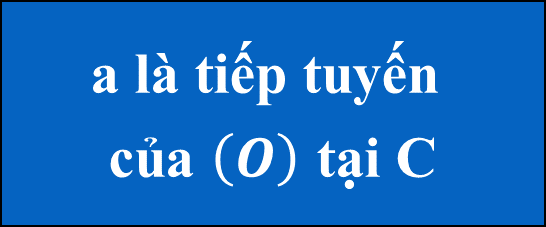 a là tiếp tuyến
của (O) tại C